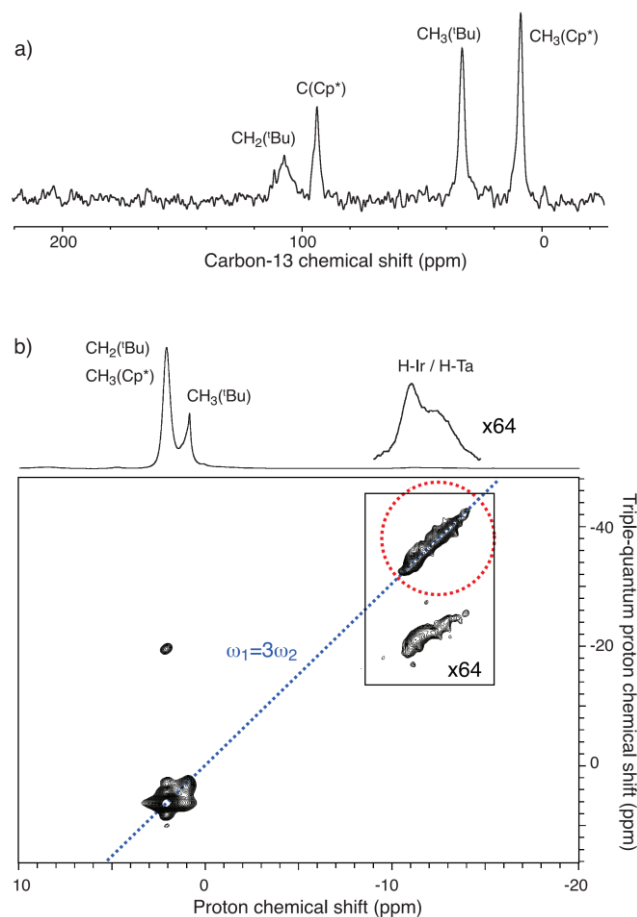 a)
CH3(tBu)
CH3(Cp*)
C(Cp*)
CH2(tBu)
200 100 0
Carbon-13 chemical shift (ppm)
b)
CH2(tBu)
CH3(Cp*)
CH3(tBu)
H-Ir / H-Ta
x64
ω1=3ω2
x64
-40
-20
0
Triple-quantum proton chemical shift (ppm)
10 0 -10 -20
Proton chemical shift (ppm)